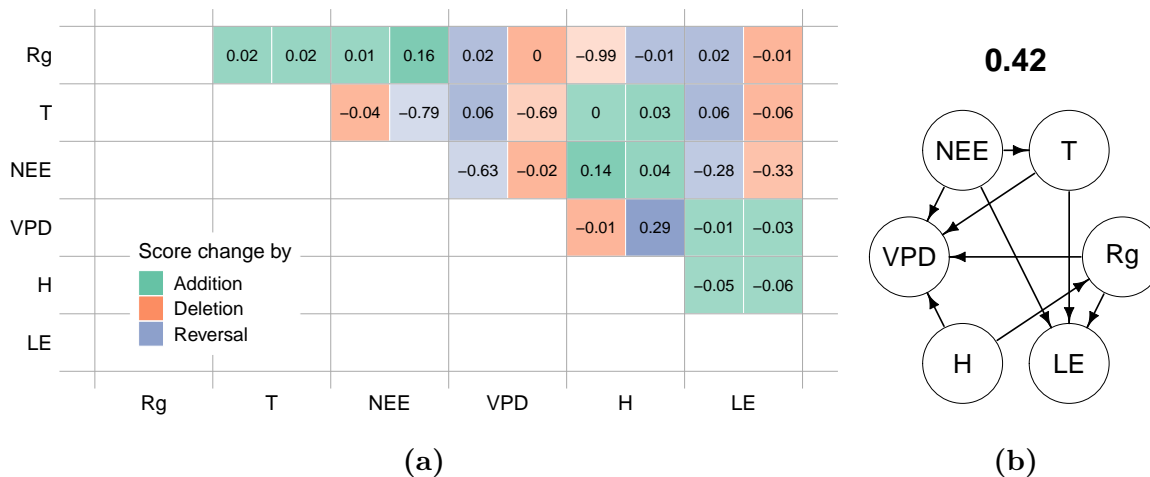 Rg 0.02 0.02 0.01 0.16 0.02 0 −0.99 −0.01 0.02 −0.01
T −0.04 −0.79 0.06 −0.69 0 0.03 0.06 −0.06
NEE −0.63 −0.02 0.14 0.04 −0.28 −0.33
VPD −0.01 0.29 −0.01 −0.03
H −0.05 −0.06
LE
Score change by
Addition
Deletion
Reversal
Rg T NEE VPD H LE
(a)
0.42
NEE T
VPD Rg
H LE
(b)